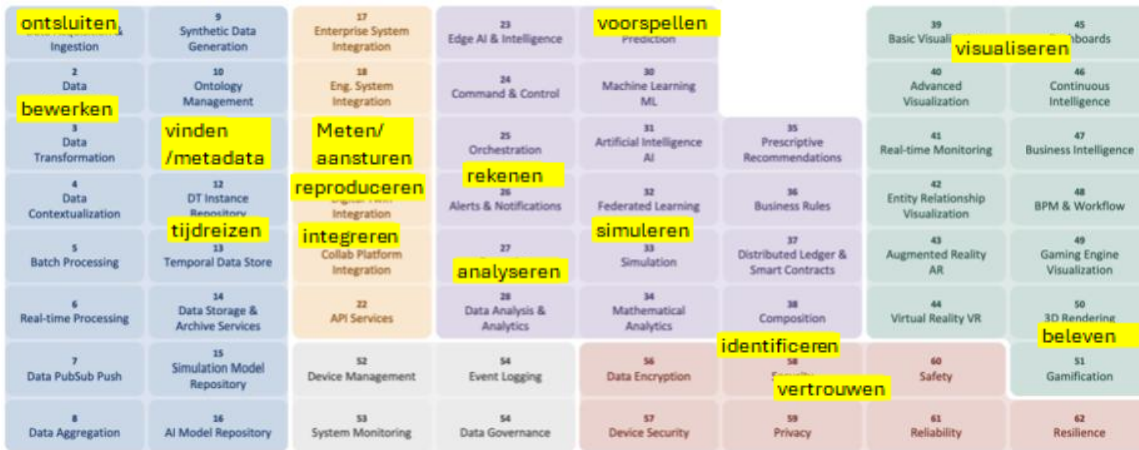 ontsluiten
Ingestion
9
Synthetic Data
Generation
17
Enterprise System
Integration
23
Edge AI & Intelligence
voorspellen
Prediction
39
Basic
visualiseren
45
2
Data
bewerken
10
Ontology
Management
18
Eng. System
Integration
24
Command & Control
30
Machine Learning
ML
40
Advanced
Visualization
46
Continuous
Intelligence
3
Data
Transformation
vinden
/metadata
Meten/
aansturen
25
Orchestration
rekenen
31
Artificial Intelligence
AI
35
Prescriptive
Recommendations
41
Real-time Monitoring
47
Business Intelligence
4
Data
Contextualization
12
DT Instance
Repository
tijdreizen
reproduceren
Integration
26
Alerts & Notifications
32
Federated Learning
simuleren
36
Business Rules
42
Entity Relationship
Visualization
48
BPM & Workflow
5
Batch Processing
13
Temporal Data Store
integreren
Collab Platform
Integration
27
analyseren
33
Simulation
37
Distributed Ledger &
Smart Contracts
43
Augmented Reality
AR
49
Gaming Engine
Visualization
6
Real-time Processing
14
Data Storage &
Archive Services
22
API Services
28
Data Analysis &
Analytics
34
Mathematical
Analytics
38
Composition
identificeren
44
Virtual Reality VR
50
3D Rendering
beleven
7
Data PubSub Push
15
Simulation Model
Repository
52
Device Management
54
Event Logging
56
Data Encryption
58
vertrouwen
60
Safety
51
Gamification
8
Data Aggregation
16
AI Model Repository
53
System Monitoring
54
Data Governance
57
Device Security
59
Privacy
61
Reliability
62
Resilience